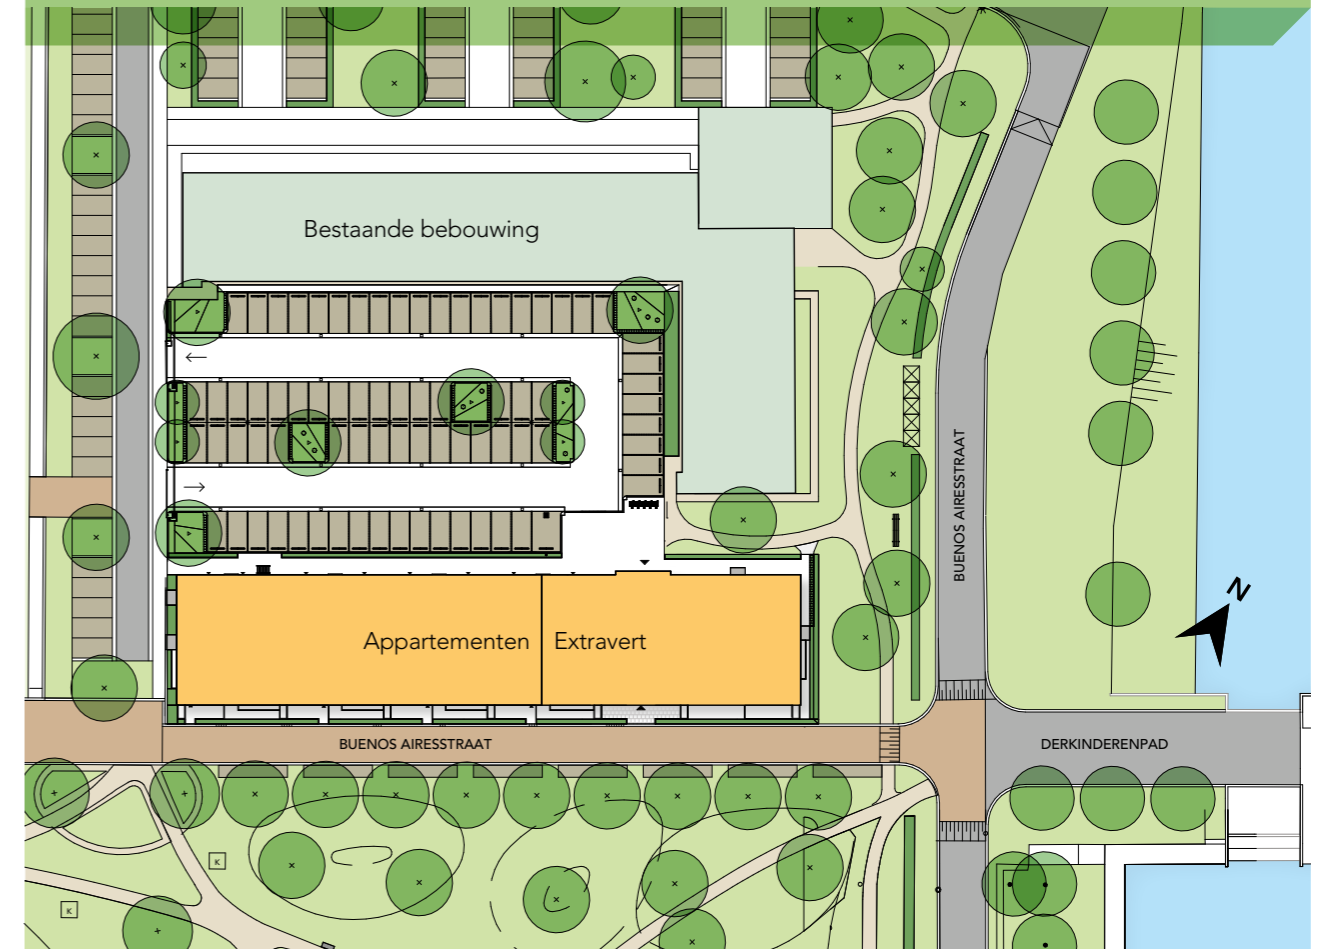 Bestaande bebouwing
BUENOS AIRESSTRAAT
N
Appartementen
Extravert
BUENOS AIRESSTRAAT
DERKINDERENPAD
K
K